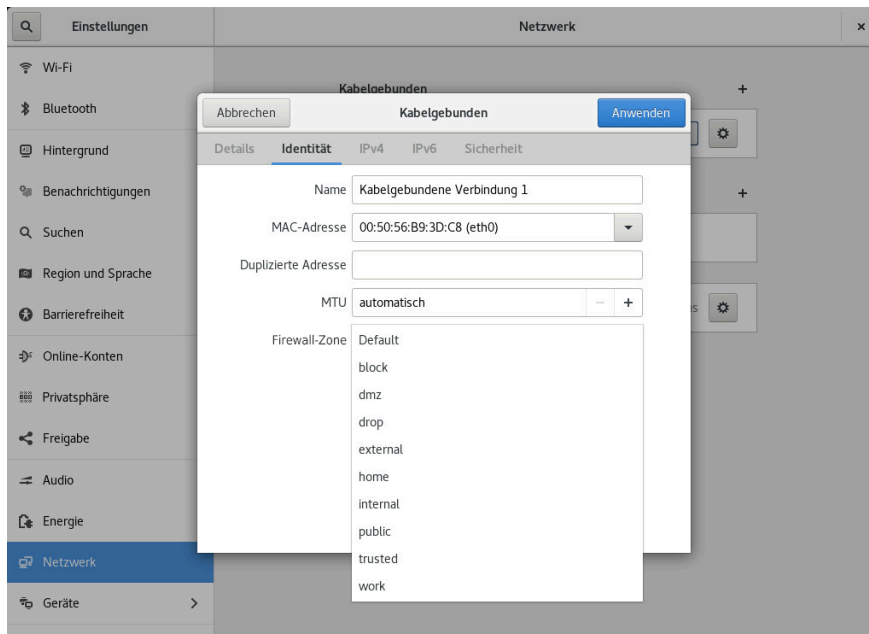 Einstellungen
Netzwerk
×
Wi-Fi
Bluetooth
Hintergrund
Benachrichtigungen
Suchen
Region und Sprache
Barrierefreiheit
Online-Konten
Privatsphäre
Freigabe
Audio
Energie
Netzwerk
Geräte
Kabelgebunden
+
+
Abbrechen
Kabelgebunden
Anwenden
Details Identität IPv4 IPv6 Sicherheit
Name Kabelgebundene Verbindung 1
MAC-Adresse 00:50:56:B9:3D:C8 (eth0)
Duplizierte Adresse
MTU automatisch − +
Firewall-Zone Default
block
dmz
drop
external
home
internal
public
trusted
work